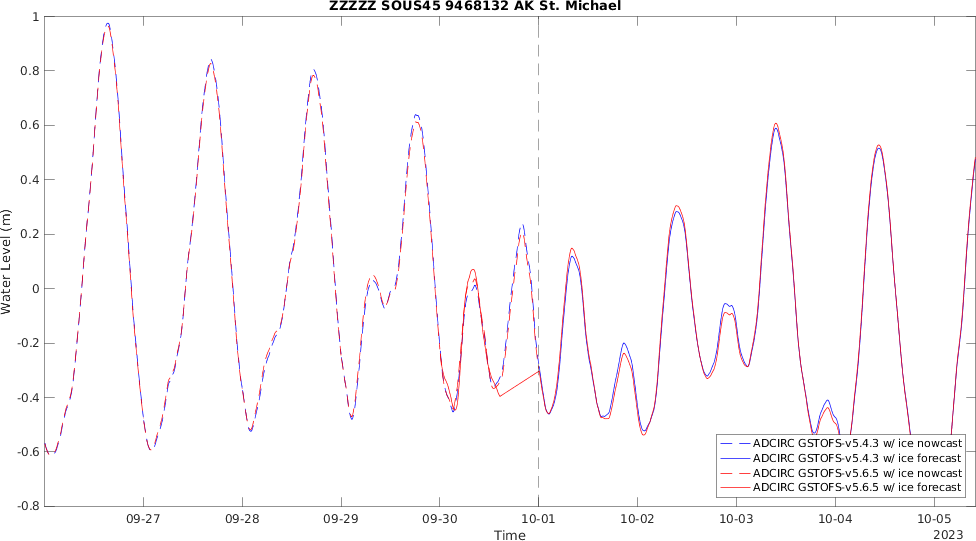 ZZZZZ SOUS45 9468132 AK St. Michael
1
0.8
0.6
0.4
0.2
0
-0.2
-0.4
-0.6
-0.8
Water Level (m)
09-27 09-28 09-29 09-30 10-01 10-02 10-03 10-04 10-05
Time
2023
ADCIRC GSTOFS-v5.4.3 w/ ice nowcast
ADCIRC GSTOFS-v5.4.3 w/ ice forecast
ADCIRC GSTOFS-v5.6.5 w/ ice nowcast
ADCIRC GSTOFS-v5.6.5 w/ ice forecast